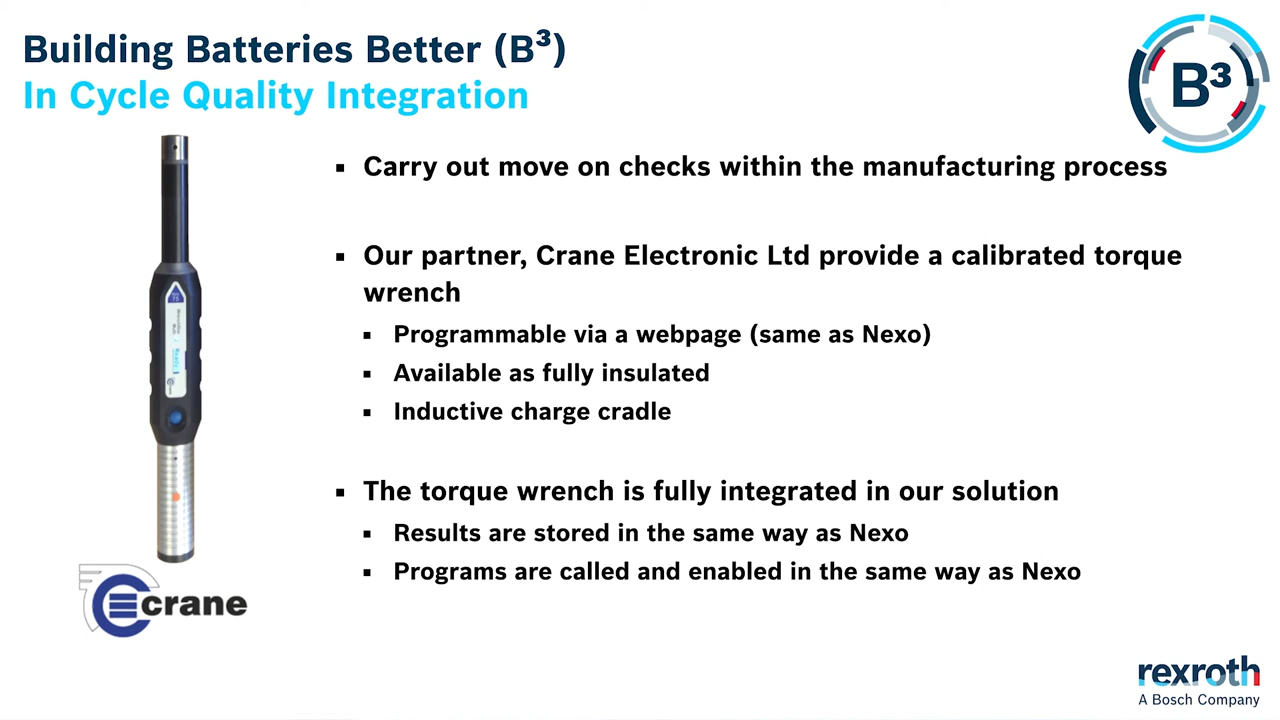 Building Batteries Better (B³)
In Cycle Quality Integration
B³
▪ Carry out move on checks within the manufacturing process
▪ Our partner, Crane Electronic Ltd provide a calibrated torque
wrench
▪ Programmable via a webpage (same as Nexo)
▪ Available as fully insulated
▪ Inductive charge cradle
▪ The torque wrench is fully integrated in our solution
▪ Results are stored in the same way as Nexo
▪ Programs are called and enabled in the same way as Nexo
Ready
crane
rexroth
A Bosch Company